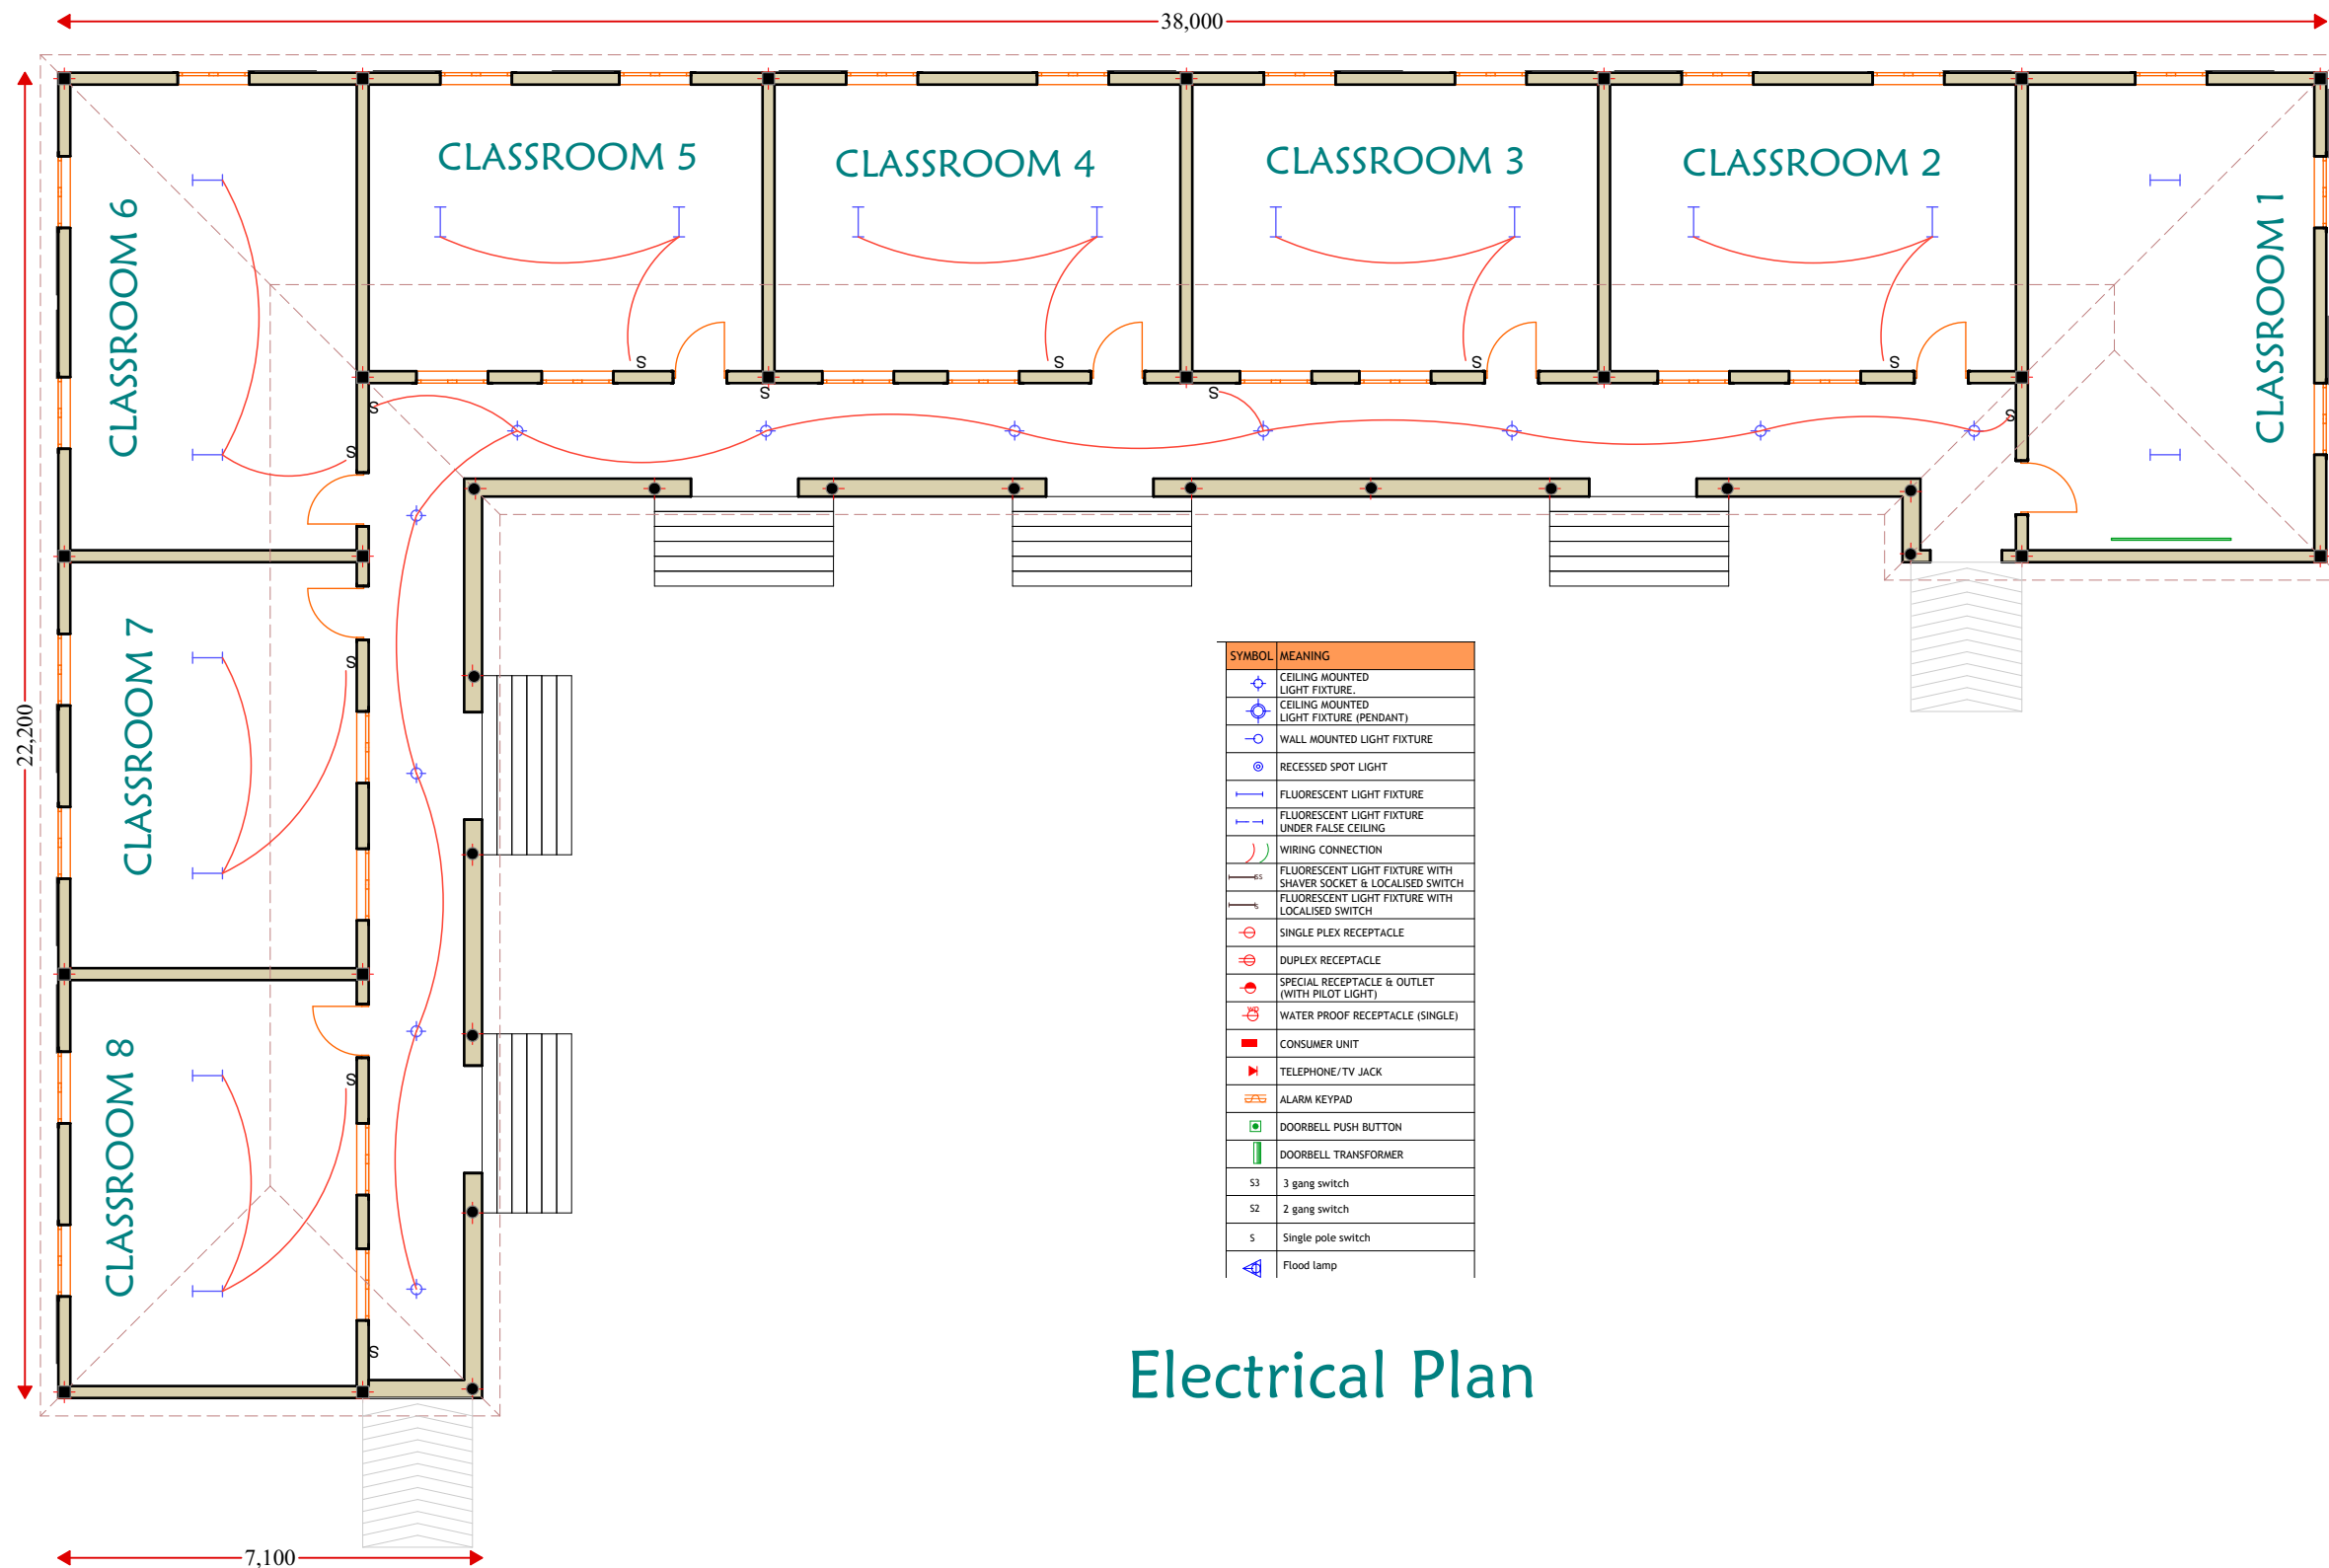 38,000
CLASSROOM 5
CLASSROOM 4
CLASSROOM 3
CLASSROOM 2
CLASSROOM 6
CLASSROOM 1
S
S
S
S
S
S
S
S
S
CLASSROOM 7
S
22,200
CLASSROOM 8
S
S
SYMBOL MEANING
CEILING MOUNTED
LIGHT FIXTURE.
CEILING MOUNTED
LIGHT FIXTURE (PENDANT)
WALL MOUNTED LIGHT FIXTURE
RECESSED SPOT LIGHT
FLUORESCENT LIGHT FIXTURE
FLUORESCENT LIGHT FIXTURE
UNDER FALSE CEILING
WIRING CONNECTION
SS FLUORESCENT LIGHT FIXTURE WITH
SHAVER SOCKET & LOCALISED SWITCH
S FLUORESCENT LIGHT FIXTURE WITH
LOCALISED SWITCH
SINGLE PLEX RECEPTACLE
DUPLEX RECEPTACLE
SPECIAL RECEPTACLE & OUTLET
(WITH PILOT LIGHT)
WP WATER PROOF RECEPTACLE (SINGLE)
CONSUMER UNIT
TELEPHONE/TV JACK
ALARM KEYPAD
DOORBELL PUSH BUTTON
DOORBELL TRANSFORMER
S3 3 gang switch
S2 2 gang switch
S Single pole switch
Flood lamp
Electrical Plan
7,100